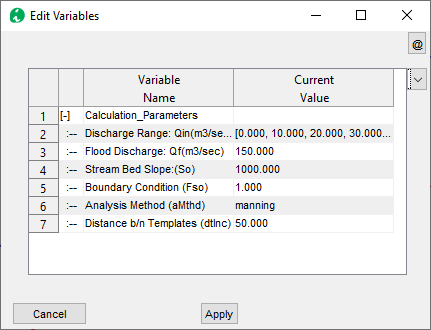 Edit Variables
@
Variable Name Current Value
1 [-] Calculation_Parameters
2 :-- Discharge Range: Qin(m3/se... [0.000, 10.000, 20.000, 30.000...
3 :-- Flood Discharge: Qf(m3/sec) 150.000
4 :-- Stream Bed Slope:(So) 1000.000
5 :-- Boundary Condition (Fso) 1.000
6 :-- Analysis Method (aMthd) manning
7 :-- Distance b/n Templates (dtInc) 50.000
Cancel Apply